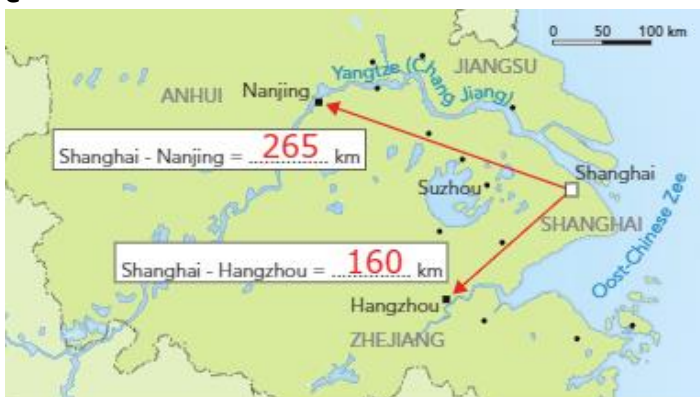 0 50 100 km
Yangtze (Chang Jiang)
JIANGSU
ANHUI
Nanjing
Shanghai - Nanjing = 265 km
Shanghai
Suzhou
SHANGHAI
Oost-Chinese Zee
Shanghai - Hangzhou = 160 km
Hangzhou
ZHEJIANG